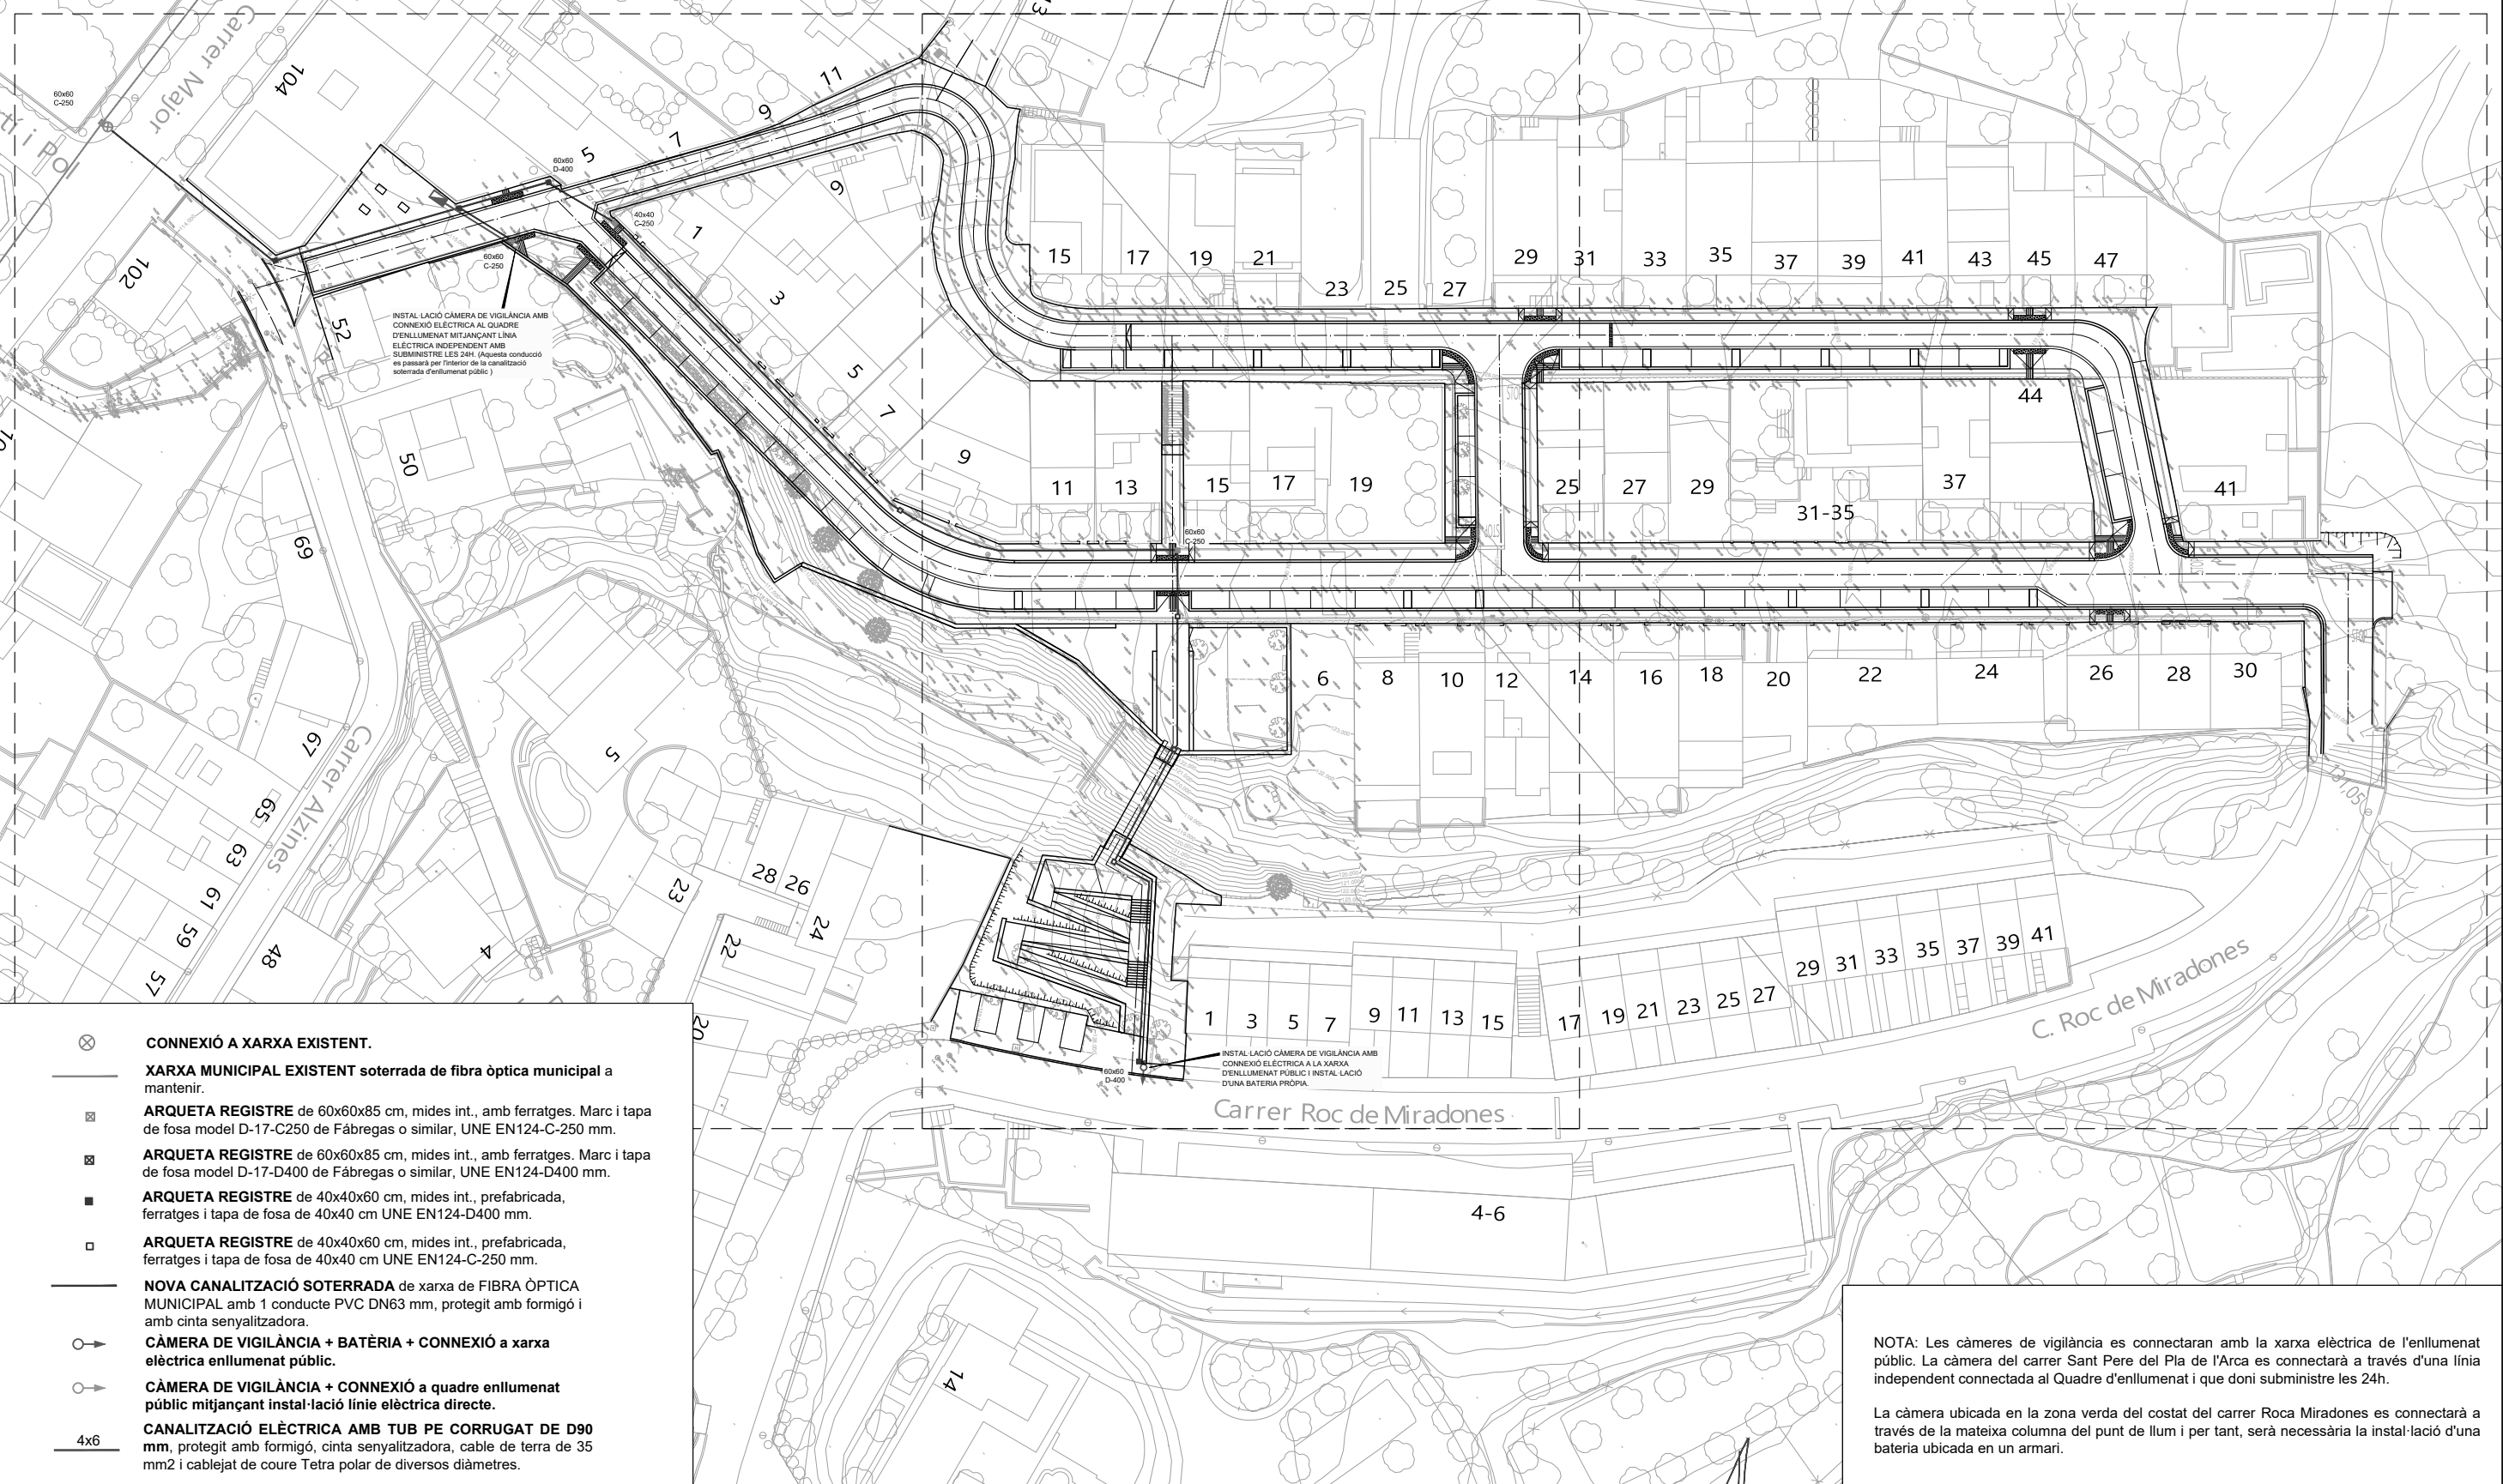 60x60
C-250
Carrer Major
104
13
11
9
7
5
60x60
D-400
9
40x40
C-250
1
60x60
C-250
102
52
3
5
7
9
INSTAL·LACIÓ CÀMERA DE VIGILÀNCIA AMB
CONNEXIÓ ELÈCTRICA AL QUADRE
D'ENLLUMENAT MITJANÇANT LÍNIA
ELÈCTRICA INDEPENDENT AMB
SUBMINISTRE LES 24H. (Aquesta conducció
es passarà per l'interior de la canalització
soterrada d'enllumenat públic )
15
17
19
21
23
25
27
29
31
33
35
37
39
41
43
45
47
44
50
69
11
13
15
17
19
25
27
29
31-35
37
41
60x60
C-250
STOP
6
8
10
12
14
16
18
20
22
24
26
28
30
131.05
67
Carrer Alzines
65
63
61
59
57
48
5
4
23
28
26
24
22
20
1
3
5
7
9
11
13
15
17
19
21
23
25
27
29
31
33
35
37
39
41
C. Roc de Miradones
60x60
D-400
INSTAL·LACIÓ CÀMERA DE VIGILÀNCIA AMB
CONNEXIÓ ELÈCTRICA A LA XARXA
D'ENLLUMENAT PÚBLIC I INSTAL·LACIÓ
D'UNA BATERIA PRÒPIA.
Carrer Roc de Miradones
4-6
14
CONNEXIÓ A XARXA EXISTENT.
XARXA MUNICIPAL EXISTENT soterrada de fibra òptica municipal a
mantenir.
ARQUETA REGISTRE de 60x60x85 cm, mides int., amb ferratges. Marc i tapa
de fosa model D-17-C250 de Fábregas o similar, UNE EN124-C-250 mm.
ARQUETA REGISTRE de 60x60x85 cm, mides int., amb ferratges. Marc i tapa
de fosa model D-17-D400 de Fábregas o similar, UNE EN124-D400 mm.
ARQUETA REGISTRE de 40x40x60 cm, mides int., prefabricada,
ferratges i tapa de fosa de 40x40 cm UNE EN124-D400 mm.
ARQUETA REGISTRE de 40x40x60 cm, mides int., prefabricada,
ferratges i tapa de fosa de 40x40 cm UNE EN124-C-250 mm.
NOVA CANALITZACIÓ SOTERRADA de xarxa de FIBRA ÒPTICA
MUNICIPAL amb 1 conducte PVC DN63 mm, protegit amb formigó i
amb cinta senyalitzadora.
CÀMERA DE VIGILÀNCIA + BATÈRIA + CONNEXIÓ a xarxa
elèctrica enllumenat públic.
CÀMERA DE VIGILÀNCIA + CONNEXIÓ a quadre enllumenat
públic mitjançant instal·lació línie elèctrica directe.
4x6
CANALITZACIÓ ELÈCTRICA AMB TUB PE CORRUGAT DE D90
mm, protegit amb formigó, cinta senyalitzadora, cable de terra de 35
mm2 i cablejat de coure Tetra polar de diversos diàmetres.
NOTA: Les càmeres de vigilància es connectaran amb la xarxa elèctrica de l'enllumenat
públic. La càmera del carrer Sant Pere del Pla de l'Arca es connectarà a través d'una línia
independent connectada al Quadre d'enllumenat i que doni subministre les 24h.
La càmera ubicada en la zona verda del costat del carrer Roca Miradones es connectarà a
través de la mateixa columna del punt de llum i per tant, serà necessària la instal·lació d'una
bateria ubicada en un armari.